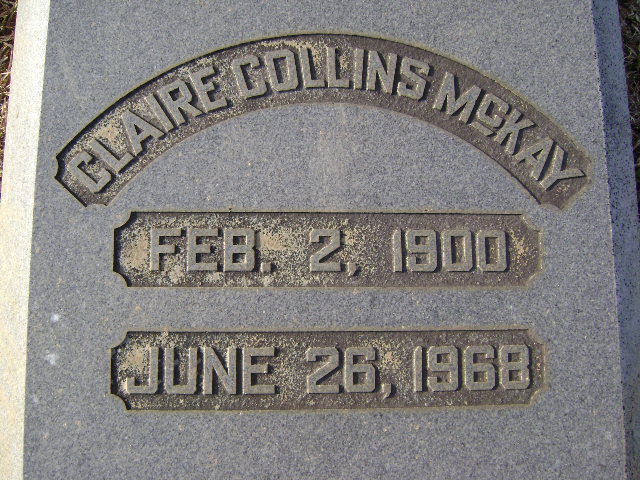 CLAIRE COLLINS McKAY
FEB. 2, 1900
JUNE 26, 1968